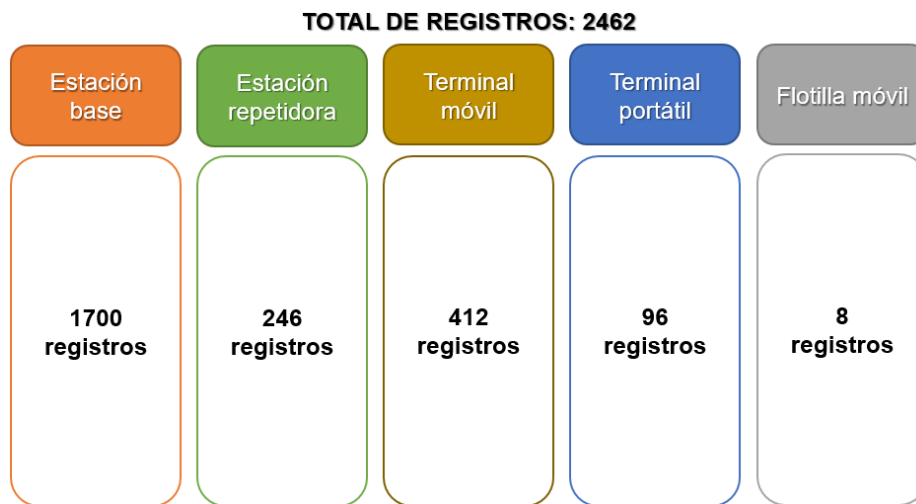 TOTAL DE REGISTROS: 2462
Estación
base
Estación
repetidora
Terminal
móvil
Terminal
portátil
Flotilla móvil
1700
registros
246
registros
412
registros
96
registros
8
registros